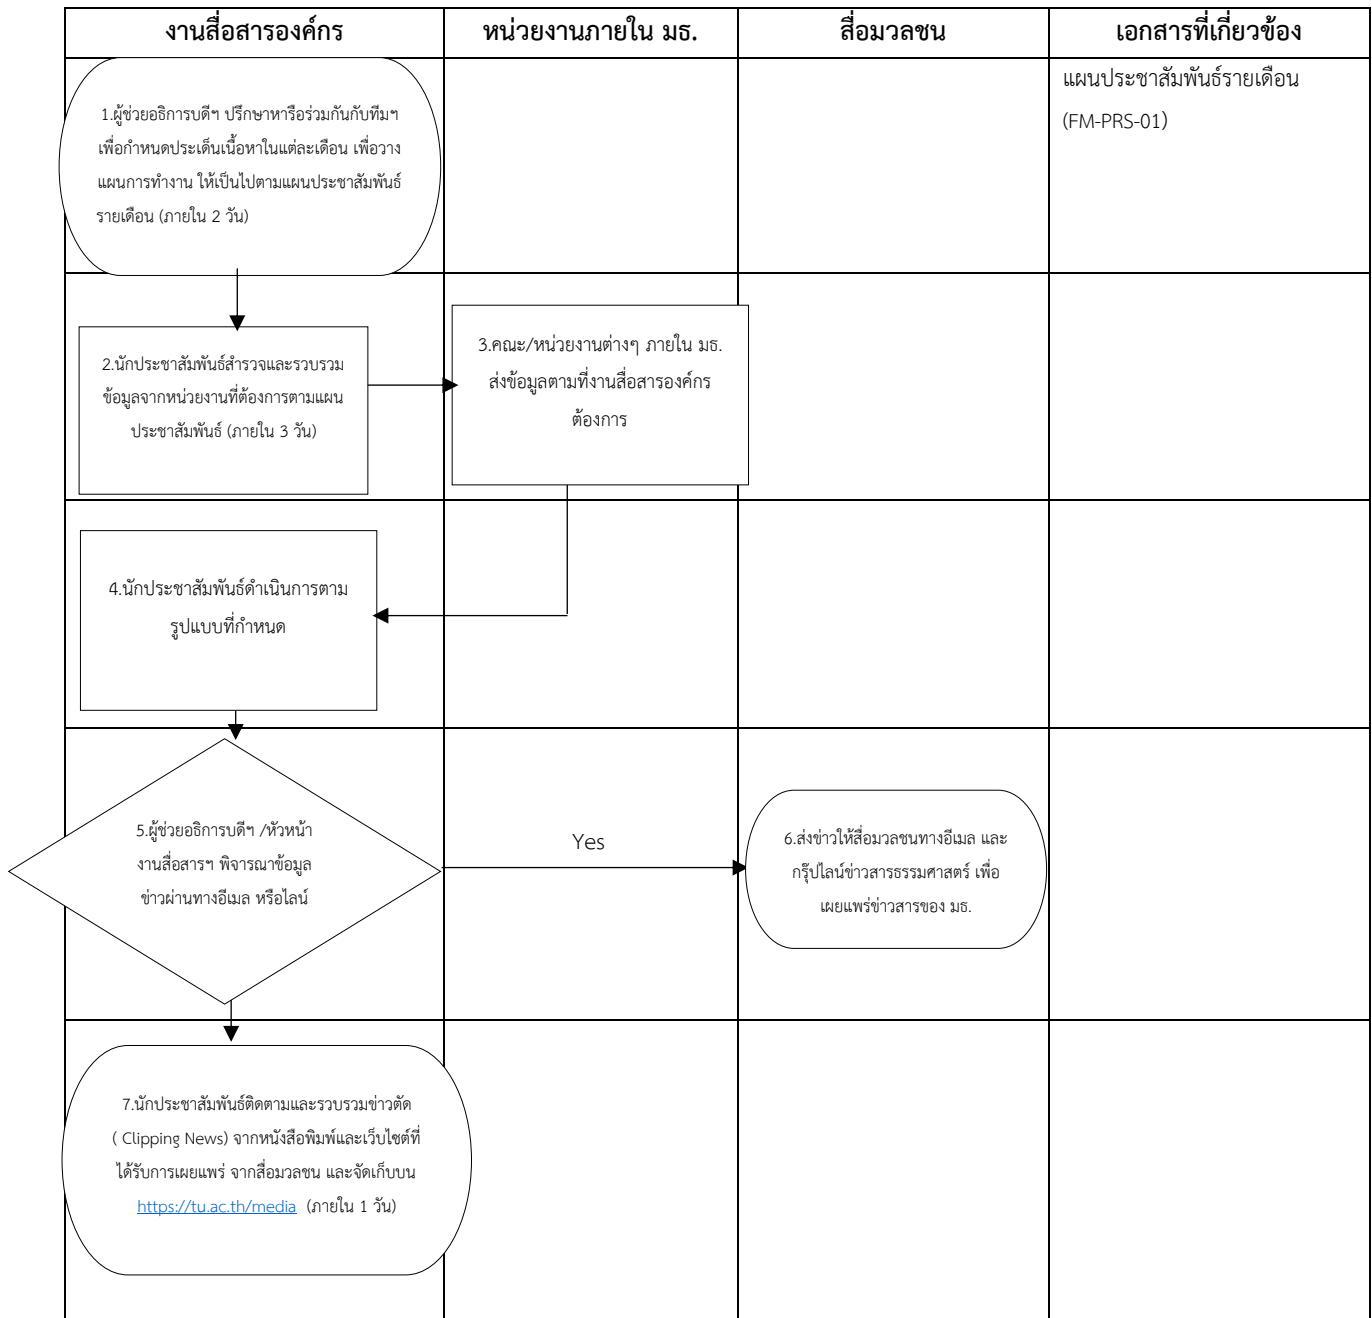 งานสื่อสารองค์กร
หน่วยงานภายใน มธ.
สื่อมวลชน
เอกสารที่เกี่ยวข้อง
1.ผู้ช่วยอธิการบดีฯ ปรึกษาหารือร่วมกันกับทีมฯ
เพื่อกำหนดประเด็นเนื้อหาในแต่ละเดือน เพื่อวาง
แผนการทำงาน ให้เป็นไปตามแผนประชาสัมพันธ์
รายเดือน (ภายใน 2 วัน)
แผนประชาสัมพันธ์รายเดือน
(FM-PRS-01)
2.นักประชาสัมพันธ์สำรวจและรวบรวม
ข้อมูลจากหน่วยงานที่ต้องการตามแผน
ประชาสัมพันธ์ (ภายใน 3 วัน)
3.คณะ/หน่วยงานต่างๆ ภายใน มธ.
ส่งข้อมูลตามที่งานสื่อสารองค์กร
ต้องการ
4.นักประชาสัมพันธ์ดำเนินการตาม
รูปแบบที่กำหนด
5.ผู้ช่วยอธิการบดีฯ /หัวหน้า
งานสื่อสารฯ พิจารณาข้อมูล
ข่าวผ่านทางอีเมล หรือไลน์
Yes
6.ส่งข่าวให้สื่อมวลชนทางอีเมล และ
กรุ๊ปไลน์ข่าวสารธรรมศาสตร์ เพื่อ
เผยแพร่ข่าวสารของ มธ.
7.นักประชาสัมพันธ์ติดตามและรวบรวมข่าวตัด
( Clipping News) จากหนังสือพิมพ์และเว็บไซต์ที่
ได้รับการเผยแพร่ จากสื่อมวลชน และจัดเก็บบน
https://tu.ac.th/media (ภายใน 1 วัน)